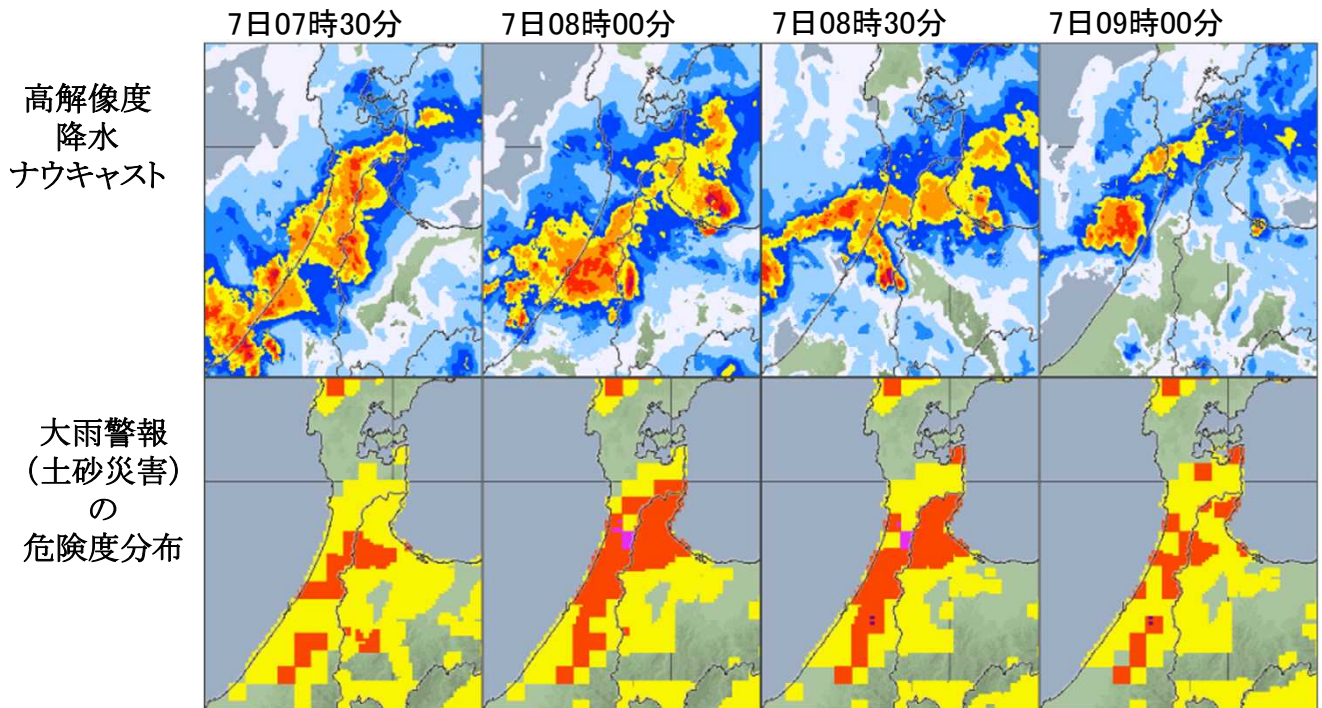 7日07時30分
7日08時00分
7日08時30分
7日09時00分
高解像度
降水
ナウキャスト
大雨警報
(土砂災害)
の
危険度分布